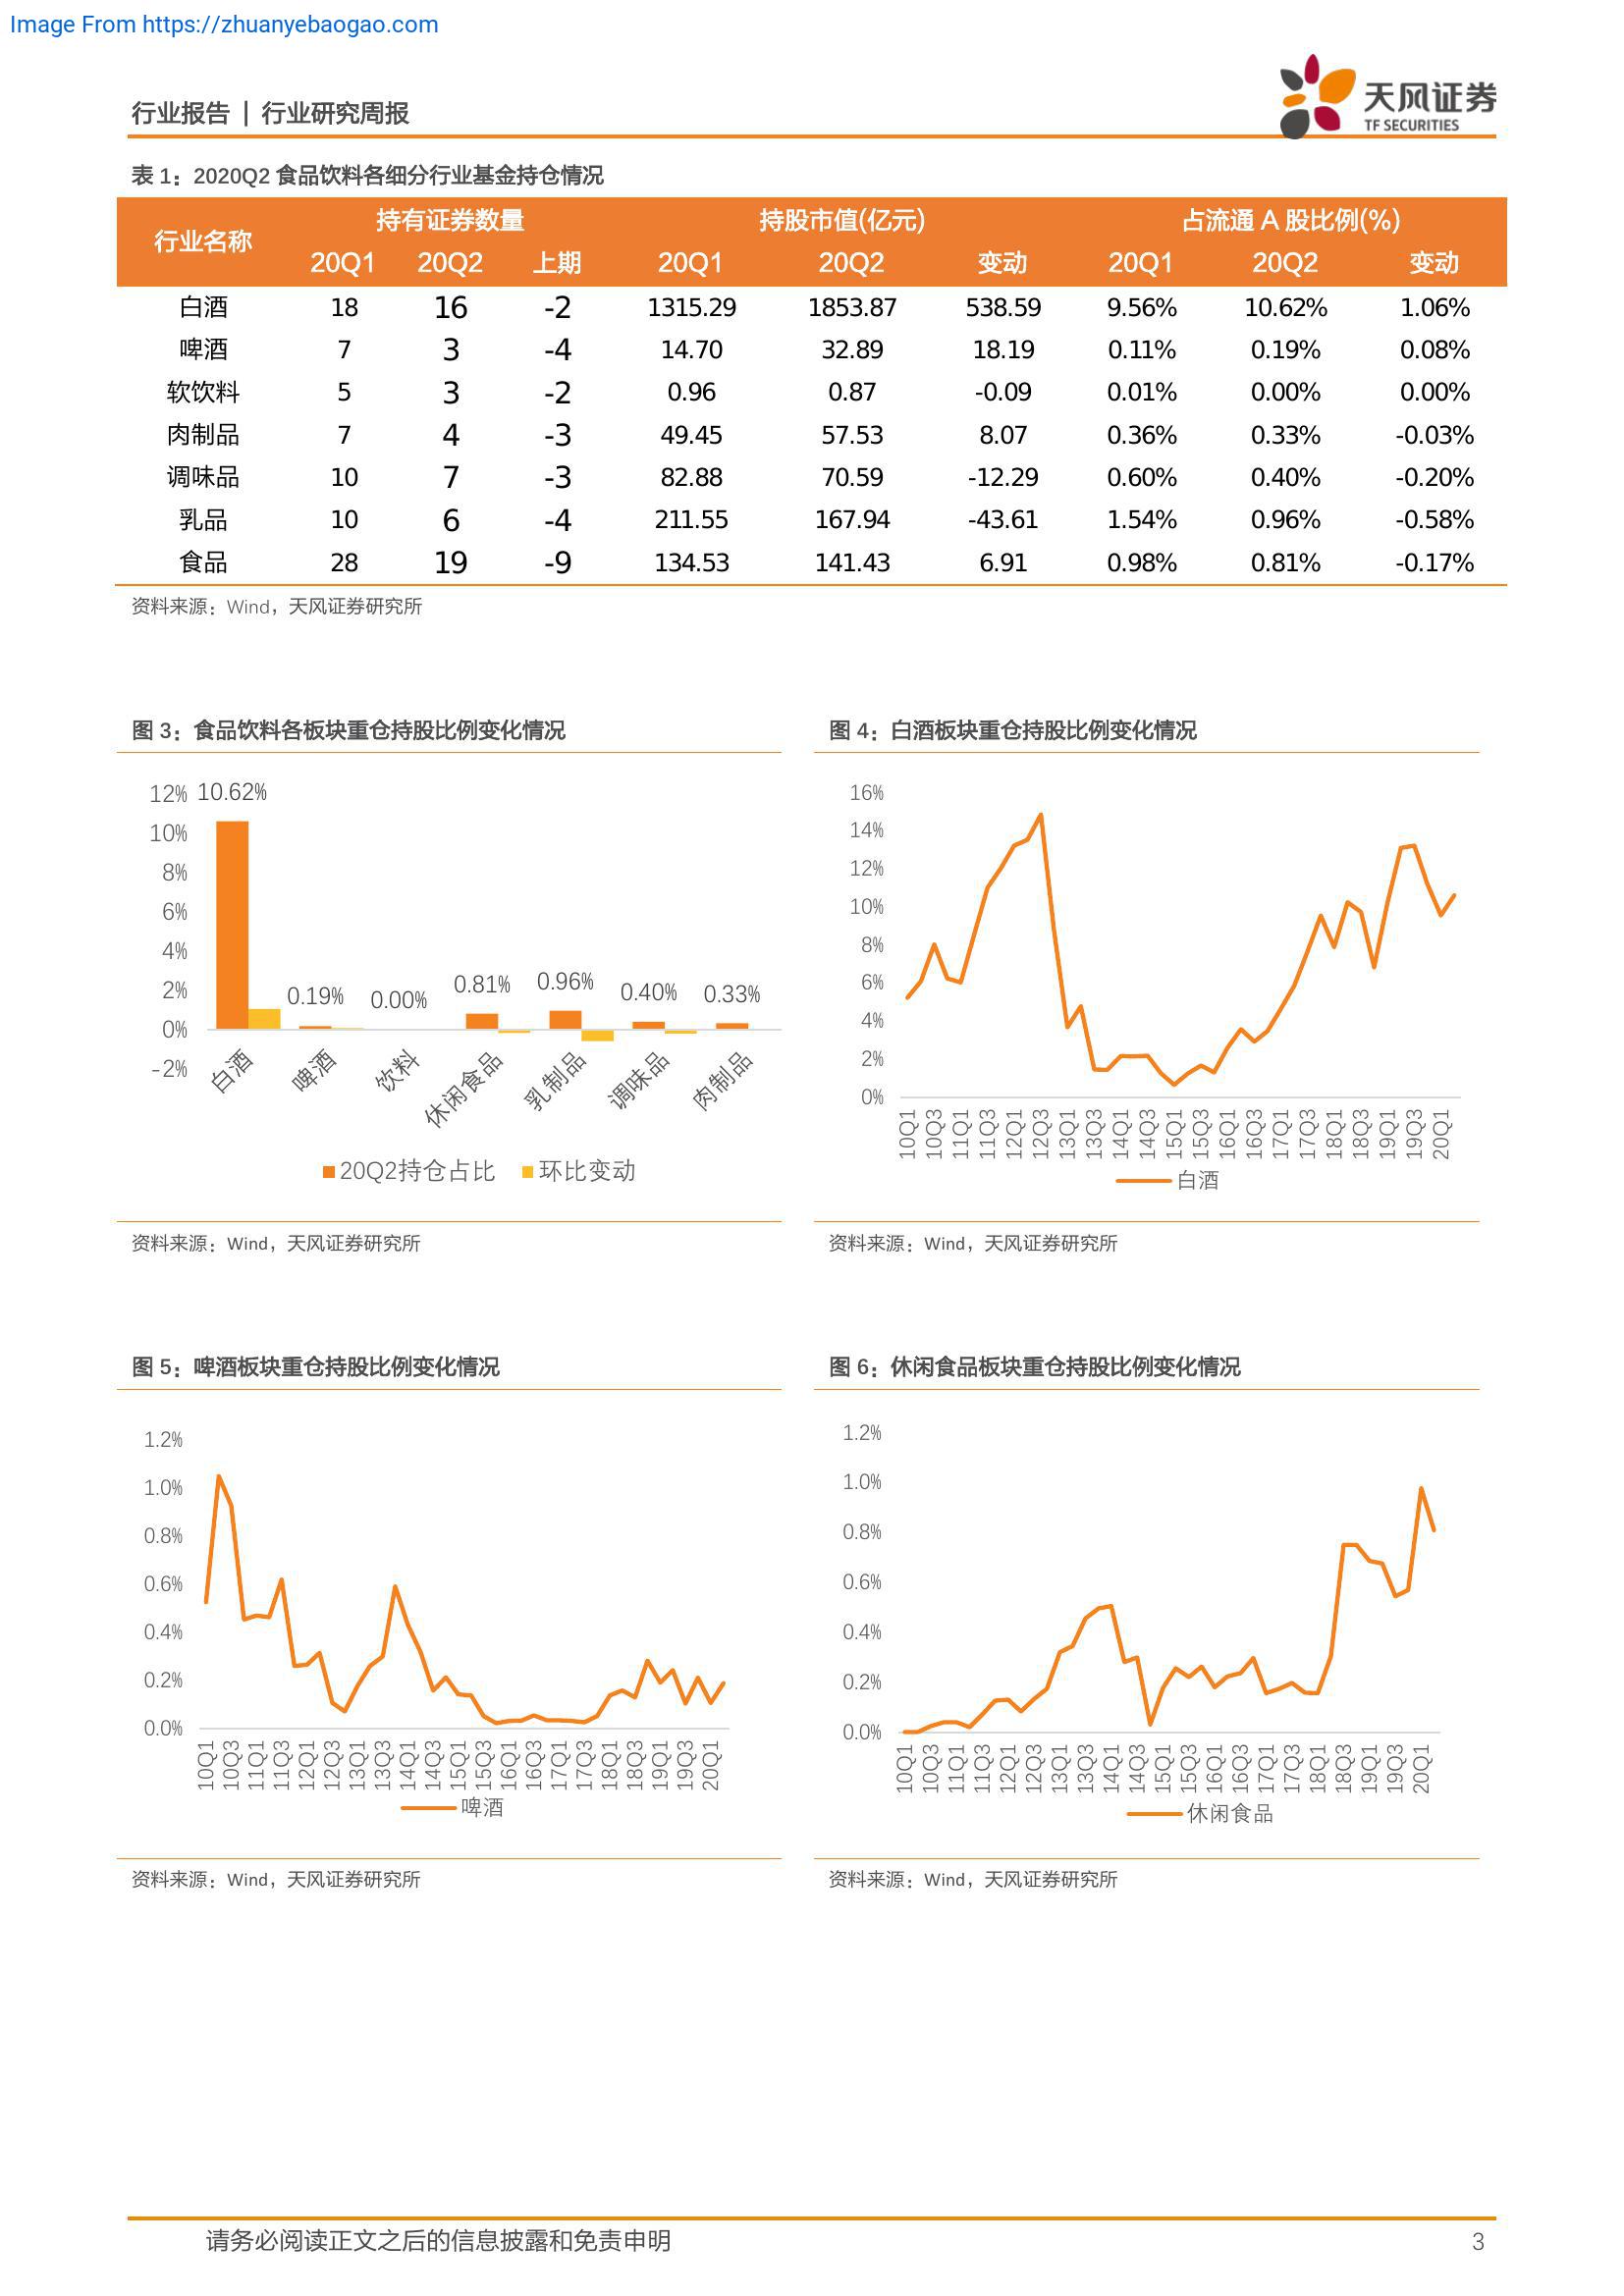 Image From https://zhuanyebaogao.com
天风证券
TF SECURITIES
行业报告 | 行业研究周报
表 1：2020Q2 食品饮料各细分行业基金持仓情况
行业名称 持有证券数量 持股市值(亿元) 占流通 A 股比例(%)
20Q1 20Q2 上期 20Q1 20Q2 变动 20Q1 20Q2 变动
白酒 18 16 -2 1315.29 1853.87 538.59 9.56% 10.62% 1.06%
啤酒 7 3 -4 14.70 32.89 18.19 0.11% 0.19% 0.08%
软饮料 5 3 -2 0.96 0.87 -0.09 0.01% 0.00% 0.00%
肉制品 7 4 -3 49.45 57.53 8.07 0.36% 0.33% -0.03%
调味品 10 7 -3 82.88 70.59 -12.29 0.60% 0.40% -0.20%
乳品 10 6 -4 211.55 167.94 -43.61 1.54% 0.96% -0.58%
食品 28 19 -9 134.53 141.43 6.91 0.98% 0.81% -0.17%
资料来源：Wind，天风证券研究所
图 3：食品饮料各板块重仓持股比例变化情况
12%
10%
8%
6%
4%
2%
0%
-2%
10.62%
0.19%
0.00%
0.81%
0.96%
0.40%
0.33%
白酒
啤酒
饮料
休闲食品
乳制品
调味品
肉制品
20Q2持仓占比 环比变动
资料来源：Wind，天风证券研究所
图 4：白酒板块重仓持股比例变化情况
16%
14%
12%
10%
8%
6%
4%
2%
0%
10Q1
10Q3
11Q1
11Q3
12Q1
12Q3
13Q1
13Q3
14Q1
14Q3
15Q1
15Q3
16Q1
16Q3
17Q1
17Q3
18Q1
18Q3
19Q1
19Q3
20Q1
白酒
资料来源：Wind，天风证券研究所
图 5：啤酒板块重仓持股比例变化情况
1.2%
1.0%
0.8%
0.6%
0.4%
0.2%
0.0%
10Q1
10Q3
11Q1
11Q3
12Q1
12Q3
13Q1
13Q3
14Q1
14Q3
15Q1
15Q3
16Q1
16Q3
17Q1
17Q3
18Q1
18Q3
19Q1
19Q3
20Q1
啤酒
资料来源：Wind，天风证券研究所
图 6：休闲食品板块重仓持股比例变化情况
1.2%
1.0%
0.8%
0.6%
0.4%
0.2%
0.0%
10Q1
10Q3
11Q1
11Q3
12Q1
12Q3
13Q1
13Q3
14Q1
14Q3
15Q1
15Q3
16Q1
16Q3
17Q1
17Q3
18Q1
18Q3
19Q1
19Q3
20Q1
休闲食品
资料来源：Wind，天风证券研究所
请务必阅读正文之后的信息披露和免责申明 3